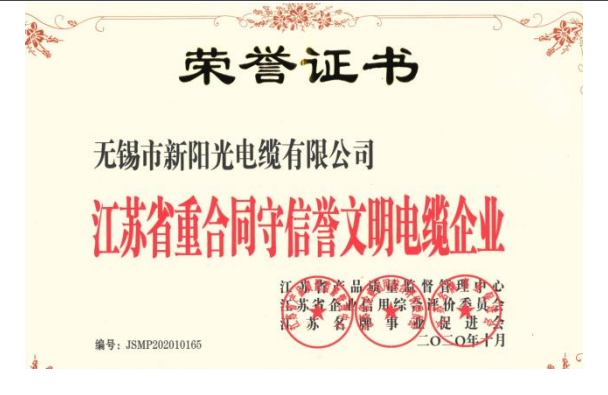 荣誉证书
无锡市新阳光电缆有限公司
江苏省重合同守信誉文明电缆企业
江苏省产品质量监督管理中心
江苏省企业信用综合评价委员会
江苏名牌事业促进会
二〇二〇年十月
编号：JSMP202010165